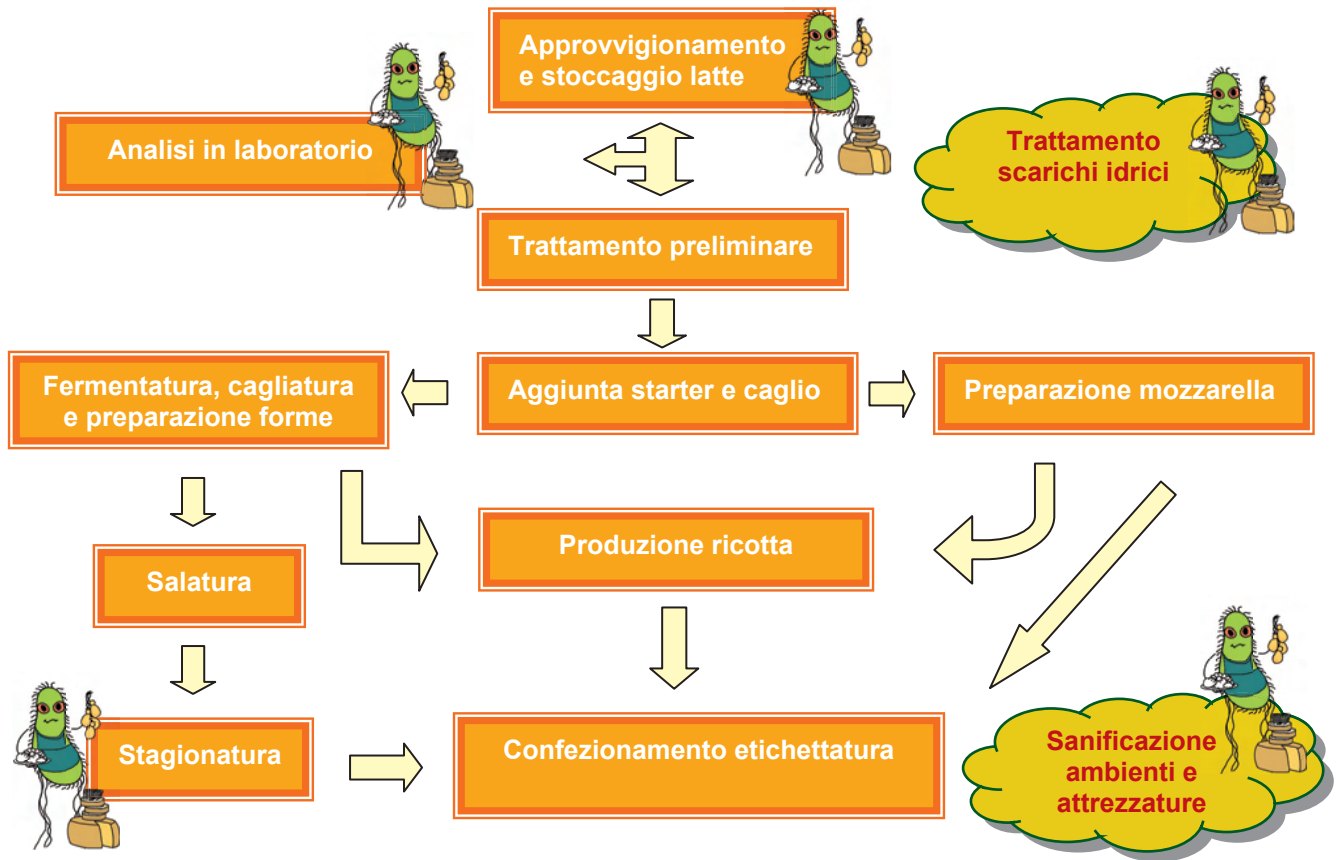 Approvvigionamento
e stoccaggio latte
Analisi in laboratorio
Trattamento
scarichi idrici
Trattamento preliminare
Fermentatura, cagliatura
e preparazione forme
Aggiunta starter e caglio
Preparazione mozzarella
Produzione ricotta
Salatura
Stagionatura
Confezionamento etichettatura
Sanificazione
ambienti e
attrezzature